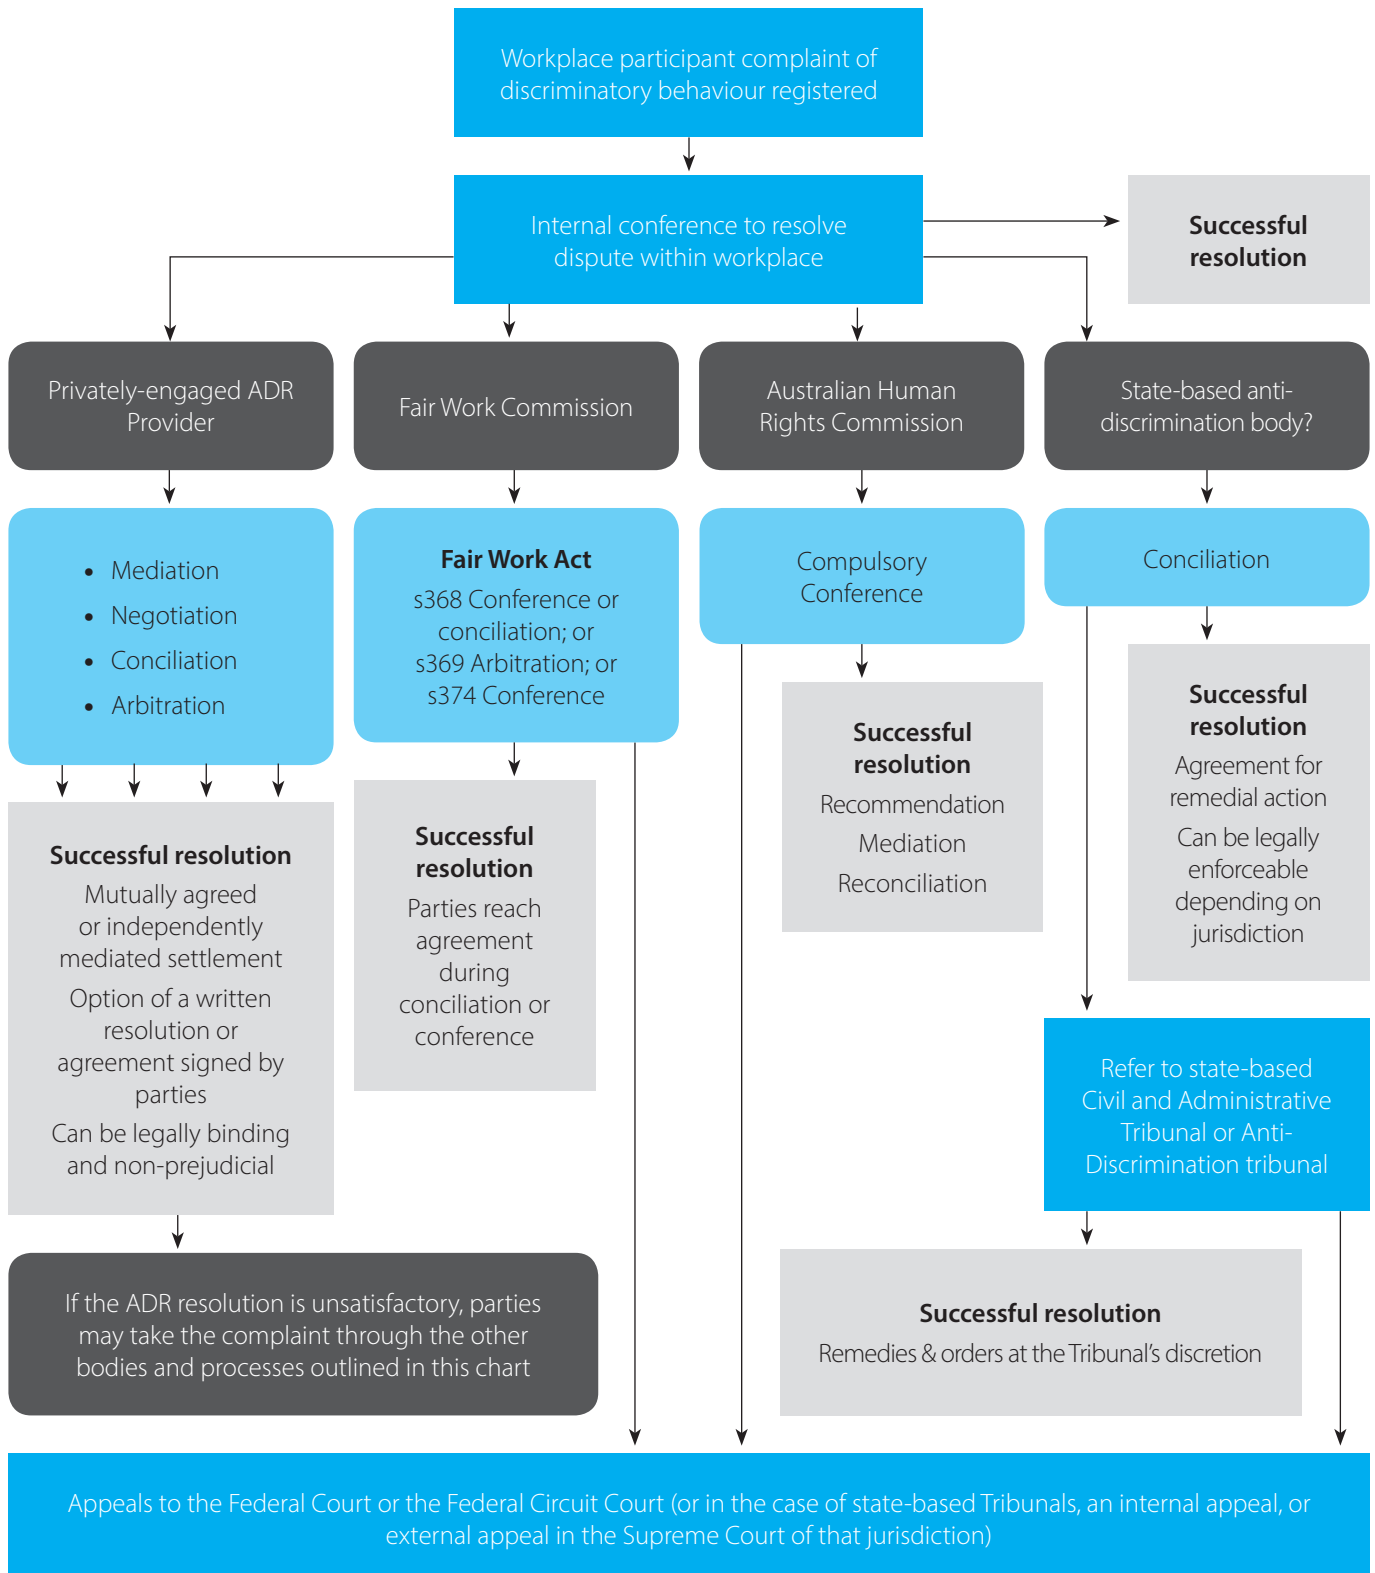 Workplace participant complaint of
discriminatory behaviour registered
Internal conference to resolve
dispute within workplace
Successful
resolution
Privately-engaged ADR
Provider
Fair Work Commission
Australian Human
Rights Commission
State-based anti-
discrimination body?
• Mediation
• Negotiation
• Conciliation
• Arbitration
Fair Work Act
s368 Conference or
conciliation; or
s369 Arbitration; or
s374 Conference
Compulsory
Conference
Conciliation
Successful resolution
Mutually agreed
or independently
mediated settlement
Option of a written
resolution or
agreement signed by
parties
Can be legally binding
and non-prejudicial
Successful
resolution
Parties reach
agreement
during
conciliation or
conference
Successful
resolution
Recommendation
Mediation
Reconciliation
Successful
resolution
Agreement for
remedial action
Can be legally
enforceable
depending on
jurisdiction
Refer to state-based
Civil and Administrative
Tribunal or Anti-
Discrimination tribunal
If the ADR resolution is unsatisfactory, parties
may take the complaint through the other
bodies and processes outlined in this chart
Successful resolution
Remedies & orders at the Tribunal's discretion
Appeals to the Federal Court or the Federal Circuit Court (or in the case of state-based Tribunals, an internal appeal, or
external appeal in the Supreme Court of that jurisdiction)